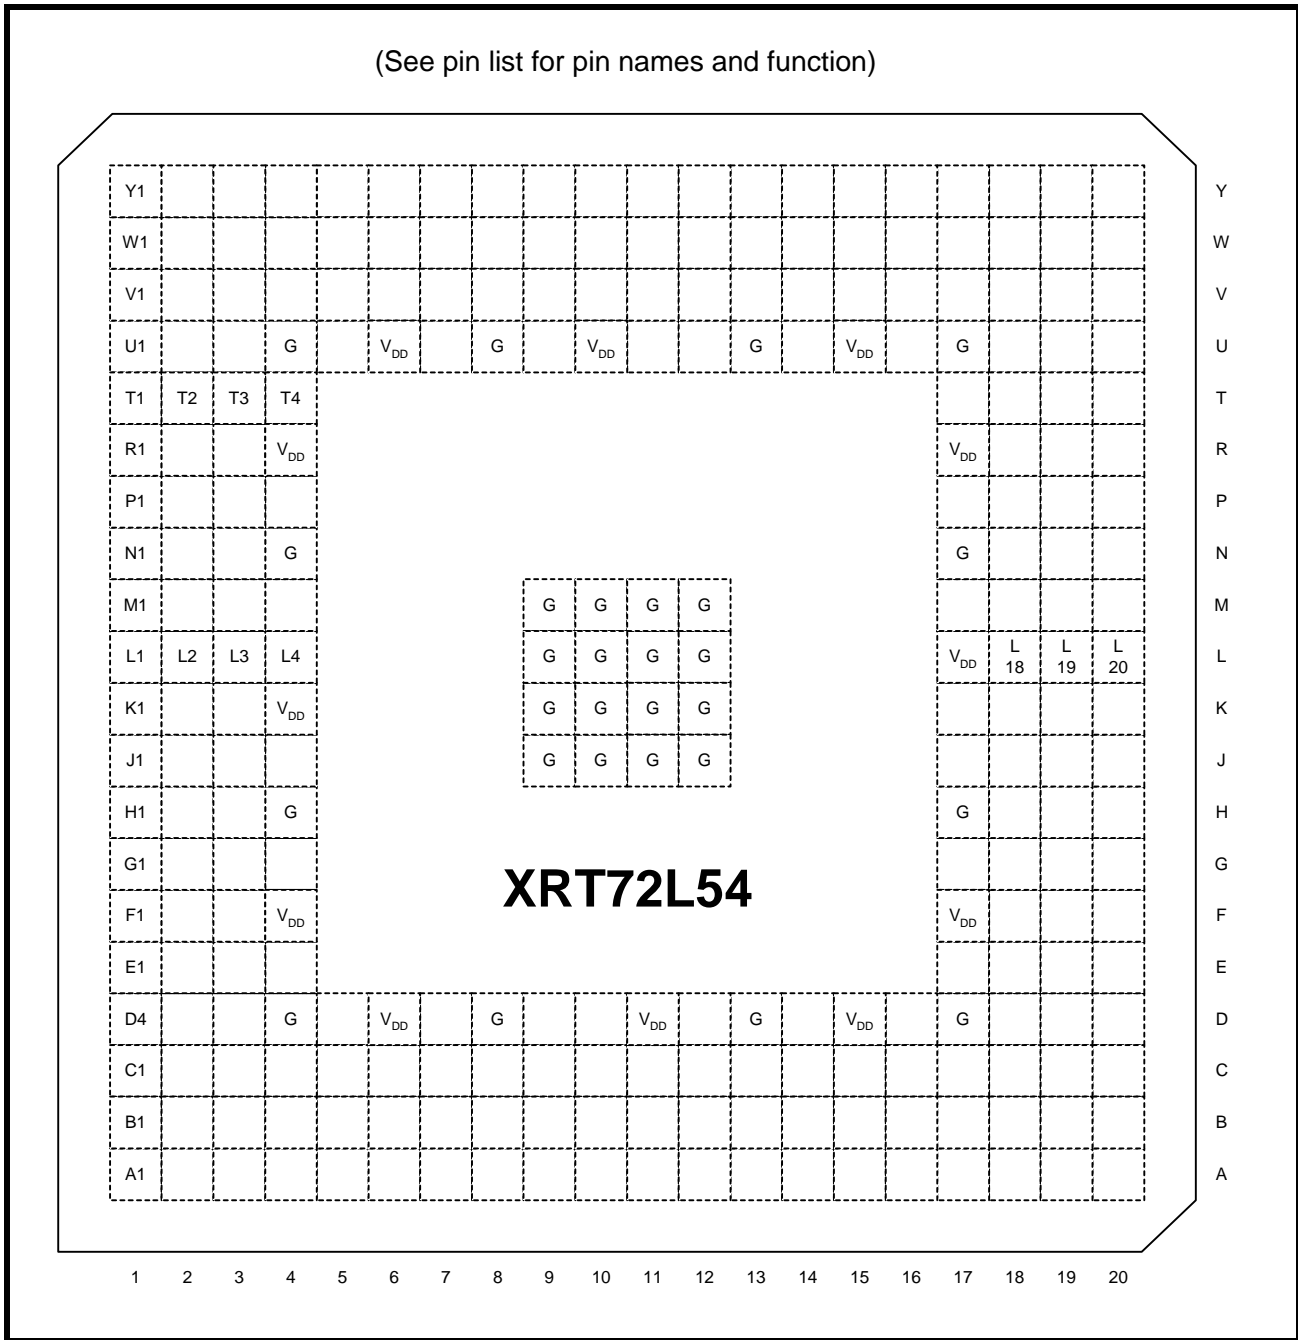 (See pin list for pin names and function)
Y1 Y
W1 W
V1 V
U1 G VDD G VDD G VDD G U
T1 T2 T3 T4 T
R1 VDD VDD R
P1 P
N1 G G N
M1 G G G G M
L1 L2 L3 L4 G G G G VDD L 18 L 19 L 20 L
K1 VDD G G G G K
J1 G G G G J
H1 G G H
G1 G
XRT72L54
F1 VDD VDD F
E1 E
D4 G VDD G VDD G VDD G D
C1 C
B1 B
A1 A
1 2 3 4 5 6 7 8 9 10 11 12 13 14 15 16 17 18 19 20